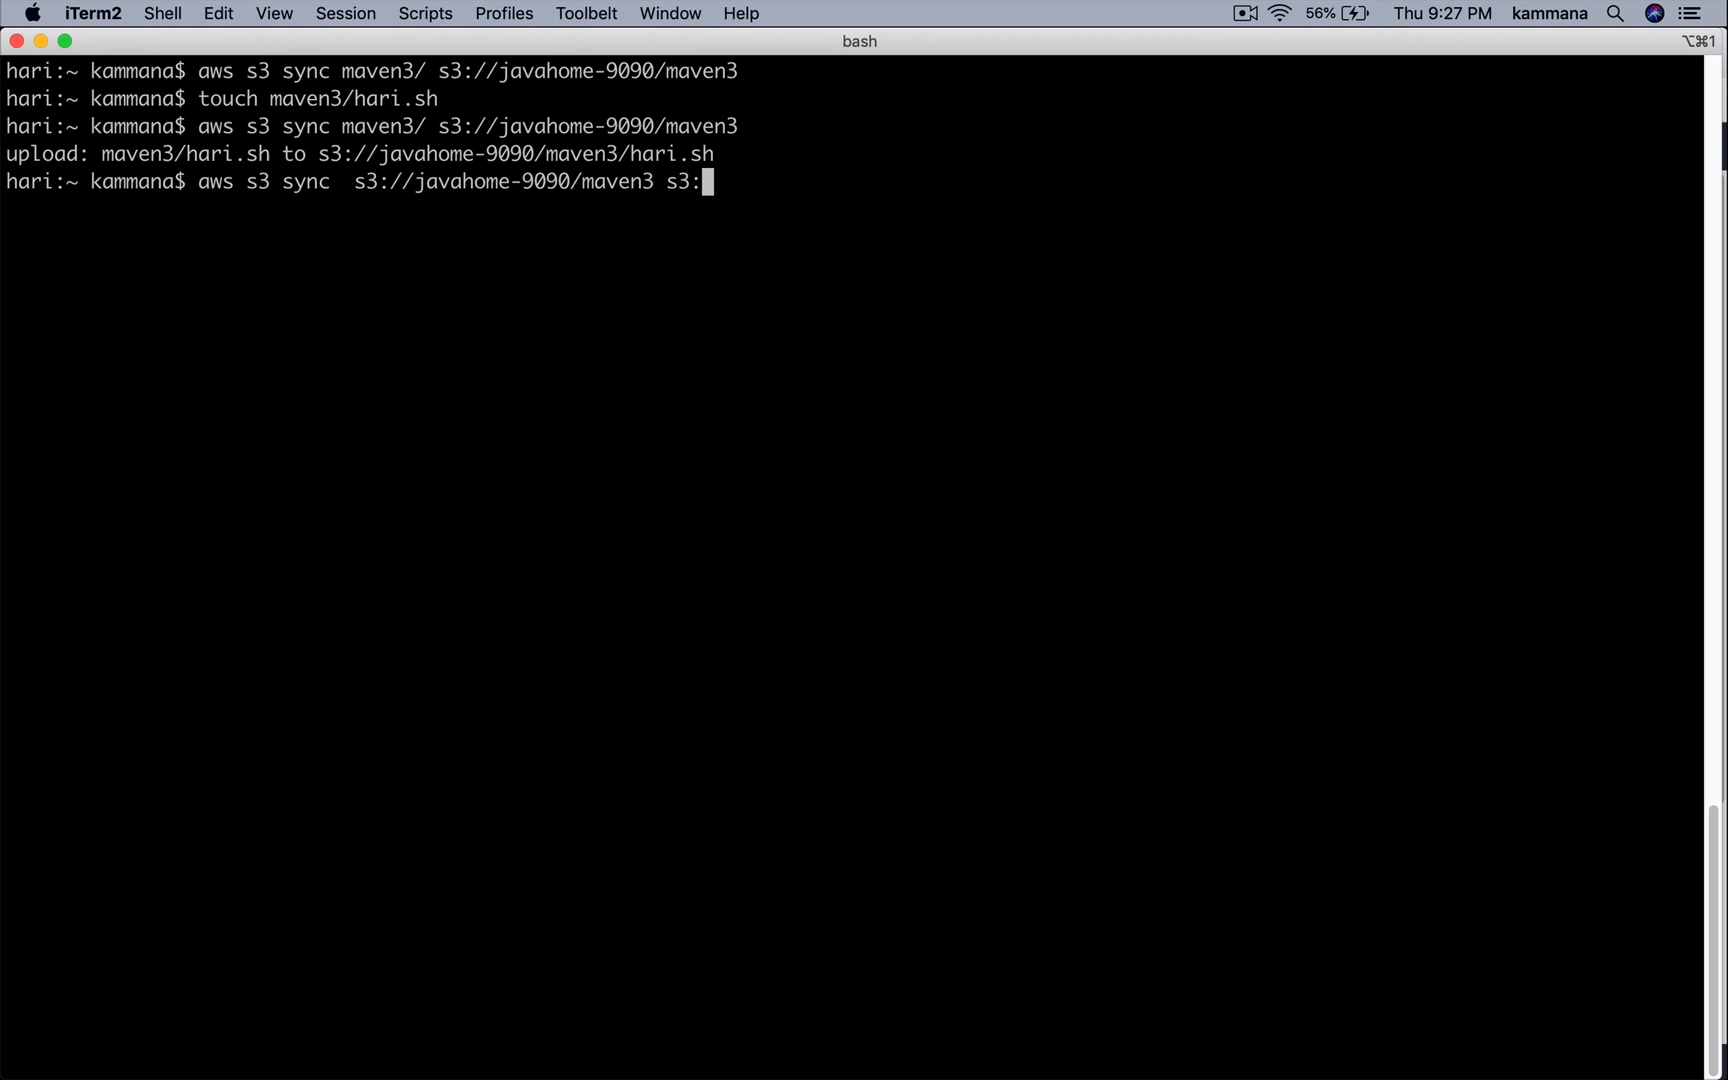 iTerm2 Shell Edit View Session Scripts Profiles Toolbelt Window Help 56% Thu 9:27 PM kammana
bash ⌥⌘1
hari:~ kammana$ aws s3 sync maven3/ s3://javahome-9090/maven3
hari:~ kammana$ touch maven3/hari.sh
hari:~ kammana$ aws s3 sync maven3/ s3://javahome-9090/maven3
upload: maven3/hari.sh to s3://javahome-9090/maven3/hari.sh
hari:~ kammana$ aws s3 sync  s3://javahome-9090/maven3 s3: